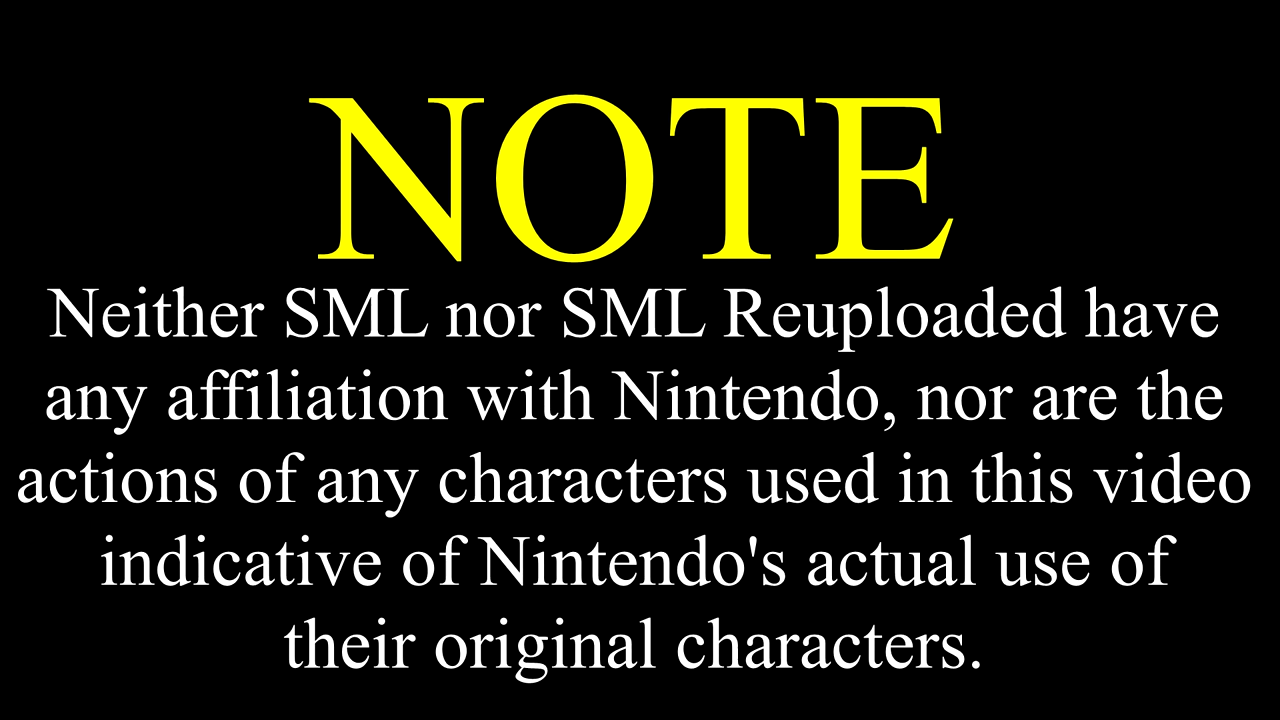 NOTE
Neither SML nor SML Reuploaded have
any affiliation with Nintendo, nor are the
actions of any characters used in this video
indicative of Nintendo's actual use of
their original characters.